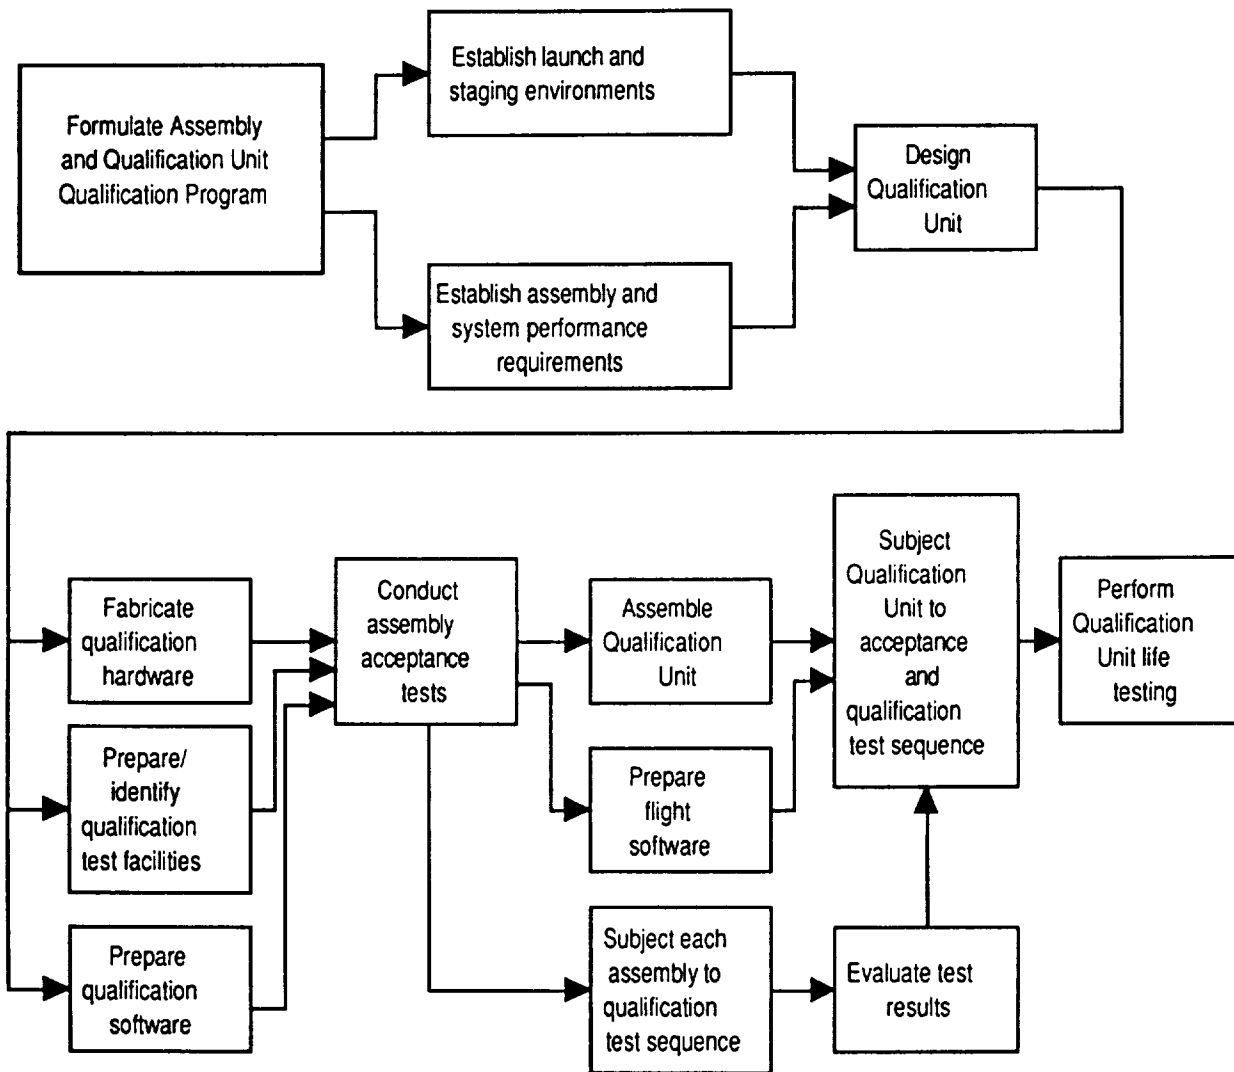 Establish launch and
staging environments
Formulate Assembly
and Qualification Unit
Qualification Program
Design
Qualification
Unit
Establish assembly and
system performance
requirements
Fabricate
qualification
hardware
Prepare/
identify
qualification
test facilities
Prepare
qualification
software
Conduct
assembly
acceptance
tests
Assemble
Qualification
Unit
Prepare
flight
software
Subject each
assembly to
qualification
test sequence
Subject
Qualification
Unit to
acceptance
and
qualification
test sequence
Evaluate test
results
Perform
Qualification
Unit life
testing